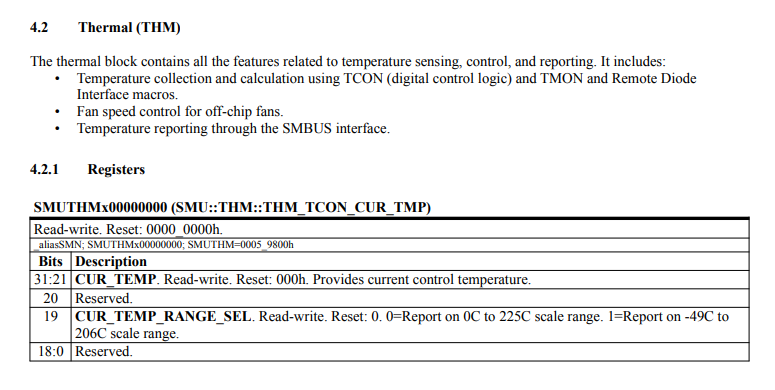 4.2 Thermal (THM)
The thermal block contains all the features related to temperature sensing, control, and reporting. It includes:
• Temperature collection and calculation using TCON (digital control logic) and TMON and Remote Diode
Interface macros.
• Fan speed control for off-chip fans.
• Temperature reporting through the SMBUS interface.
4.2.1 Registers
SMUTHMx00000000 (SMU::THM::THM_TCON_CUR_TMP)
Read-write. Reset: 0000_0000h.
_aliasSMN; SMUTHMx00000000; SMUTHM=0005_9800h
Bits Description
31:21 CUR_TEMP. Read-write. Reset: 000h. Provides current control temperature.
20 Reserved.
19 CUR_TEMP_RANGE_SEL. Read-write. Reset: 0. 0=Report on 0C to 225C scale range. 1=Report on -49C to
206C scale range.
18:0 Reserved.